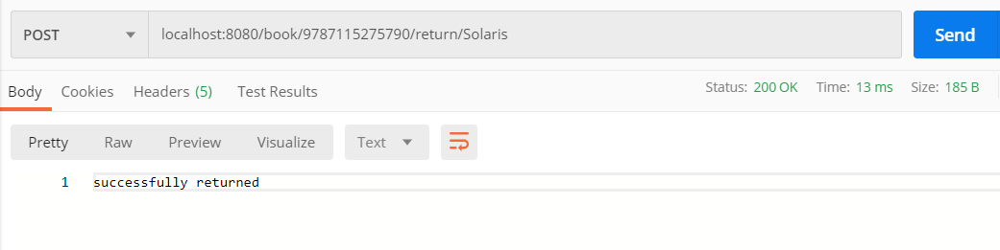 POST localhost:8080/book/9787115275790/return/Solaris Send
Body Cookies Headers (5) Test Results Status: 200 OK Time: 13 ms Size: 185 B
Pretty Raw Preview Visualize Text
1 successfully returned